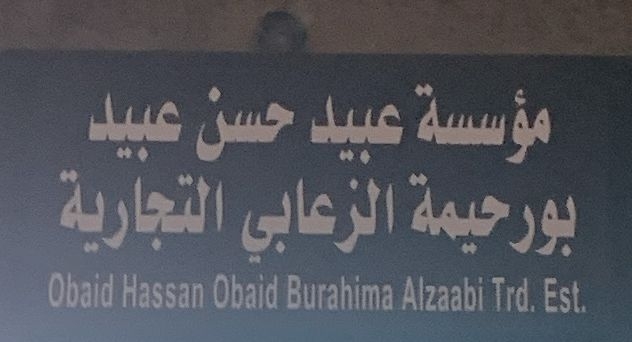 مؤسسة عبيد حسن عبيد
بورحيمة الزعابي التجارية
Obaid Hassan Obaid Burahima Alzaabi Trd. Est.